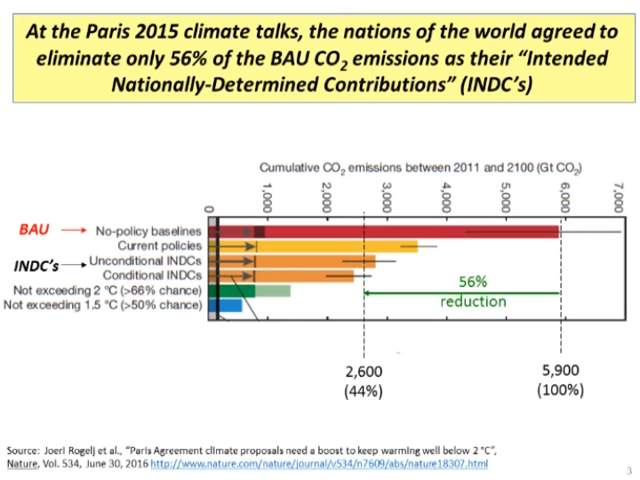 At the Paris 2015 climate talks, the nations of the world agreed to
eliminate only 56% of the BAU CO2 emissions as their “Intended
Nationally-Determined Contributions” (INDC’s)
Cumulative CO2 emissions between 2011 and 2100 (Gt CO2)
0 1,000 2,000 3,000 4,000 5,000 6,000 7,000
BAU
No-policy baselines
Current policies
INDC’s
Unconditional INDCs
Conditional INDCs
Not exceeding 2 °C (>66% chance)
Not exceeding 1.5 °C (>50% chance)
56%
reduction
2,600
(44%)
5,900
(100%)
Source: Joeri Rogelj et al., “Paris Agreement climate proposals need a boost to keep warming well below 2 °C”,
Nature, Vol. 534, June 30, 2016 http://www.nature.com/nature/journal/v534/n7609/abs/nature18307.html
3